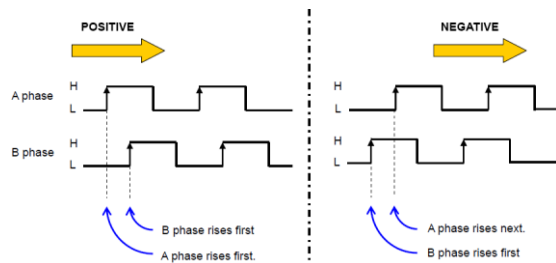 POSITIVE
NEGATIVE
A phase
H
L
B phase
H
L
H
L
H
L
B phase rises first
A phase rises first.
A phase rises next.
B phase rises first